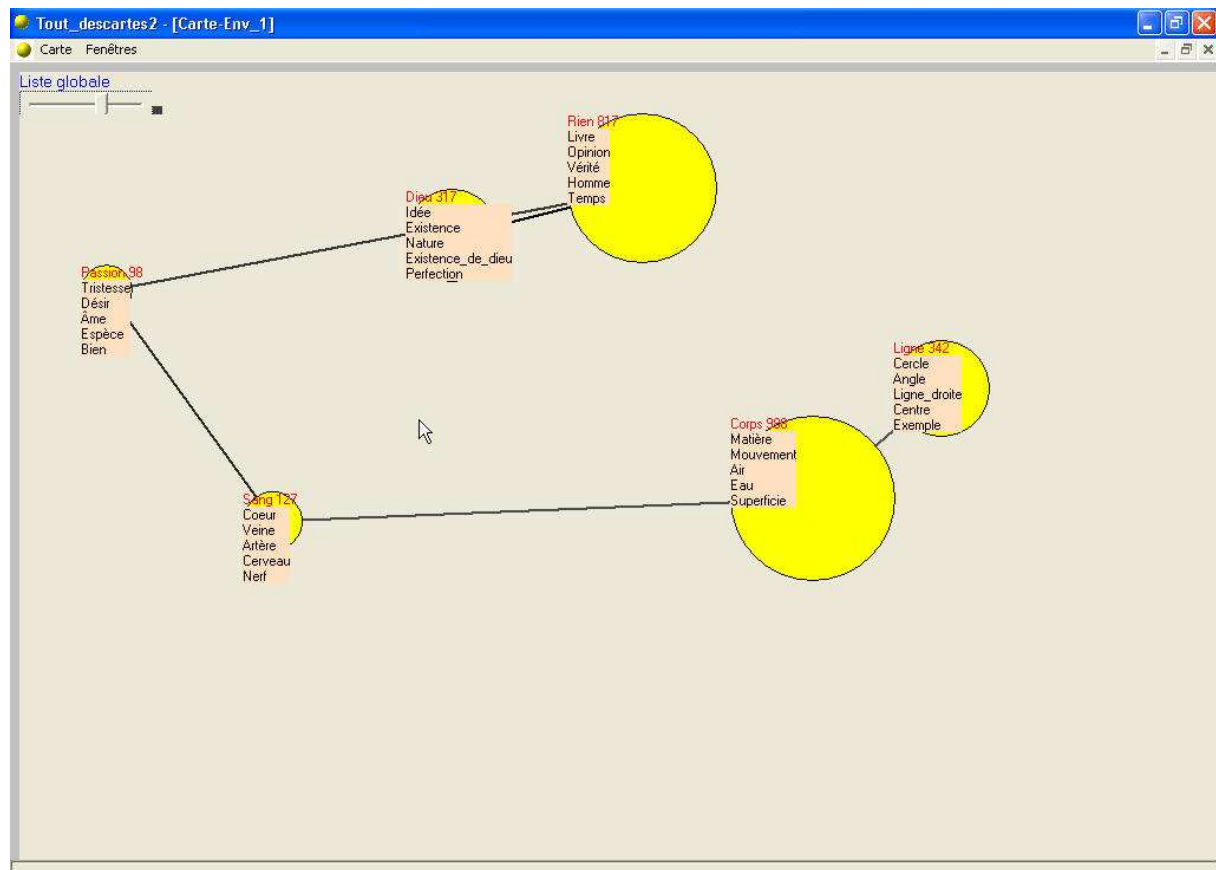 Tout_descartes2 - [Carte-Env_1]
Carte Fenêtres
Liste globale
Rien 817
Livre
Opinion
Vérité
Homme
Temps
Dieu 317
Idée
Existence
Nature
Existence_de_dieu
Perfection
Passion 98
Tristesse
Désir
Âme
Espèce
Bien
Ligne 342
Cercle
Angle
Ligne_droite
Centre
Exemple
Corps 988
Matière
Mouvement
Air
Eau
Superficie
Sang 127
Coeur
Veine
Artère
Cerveau
Nerf